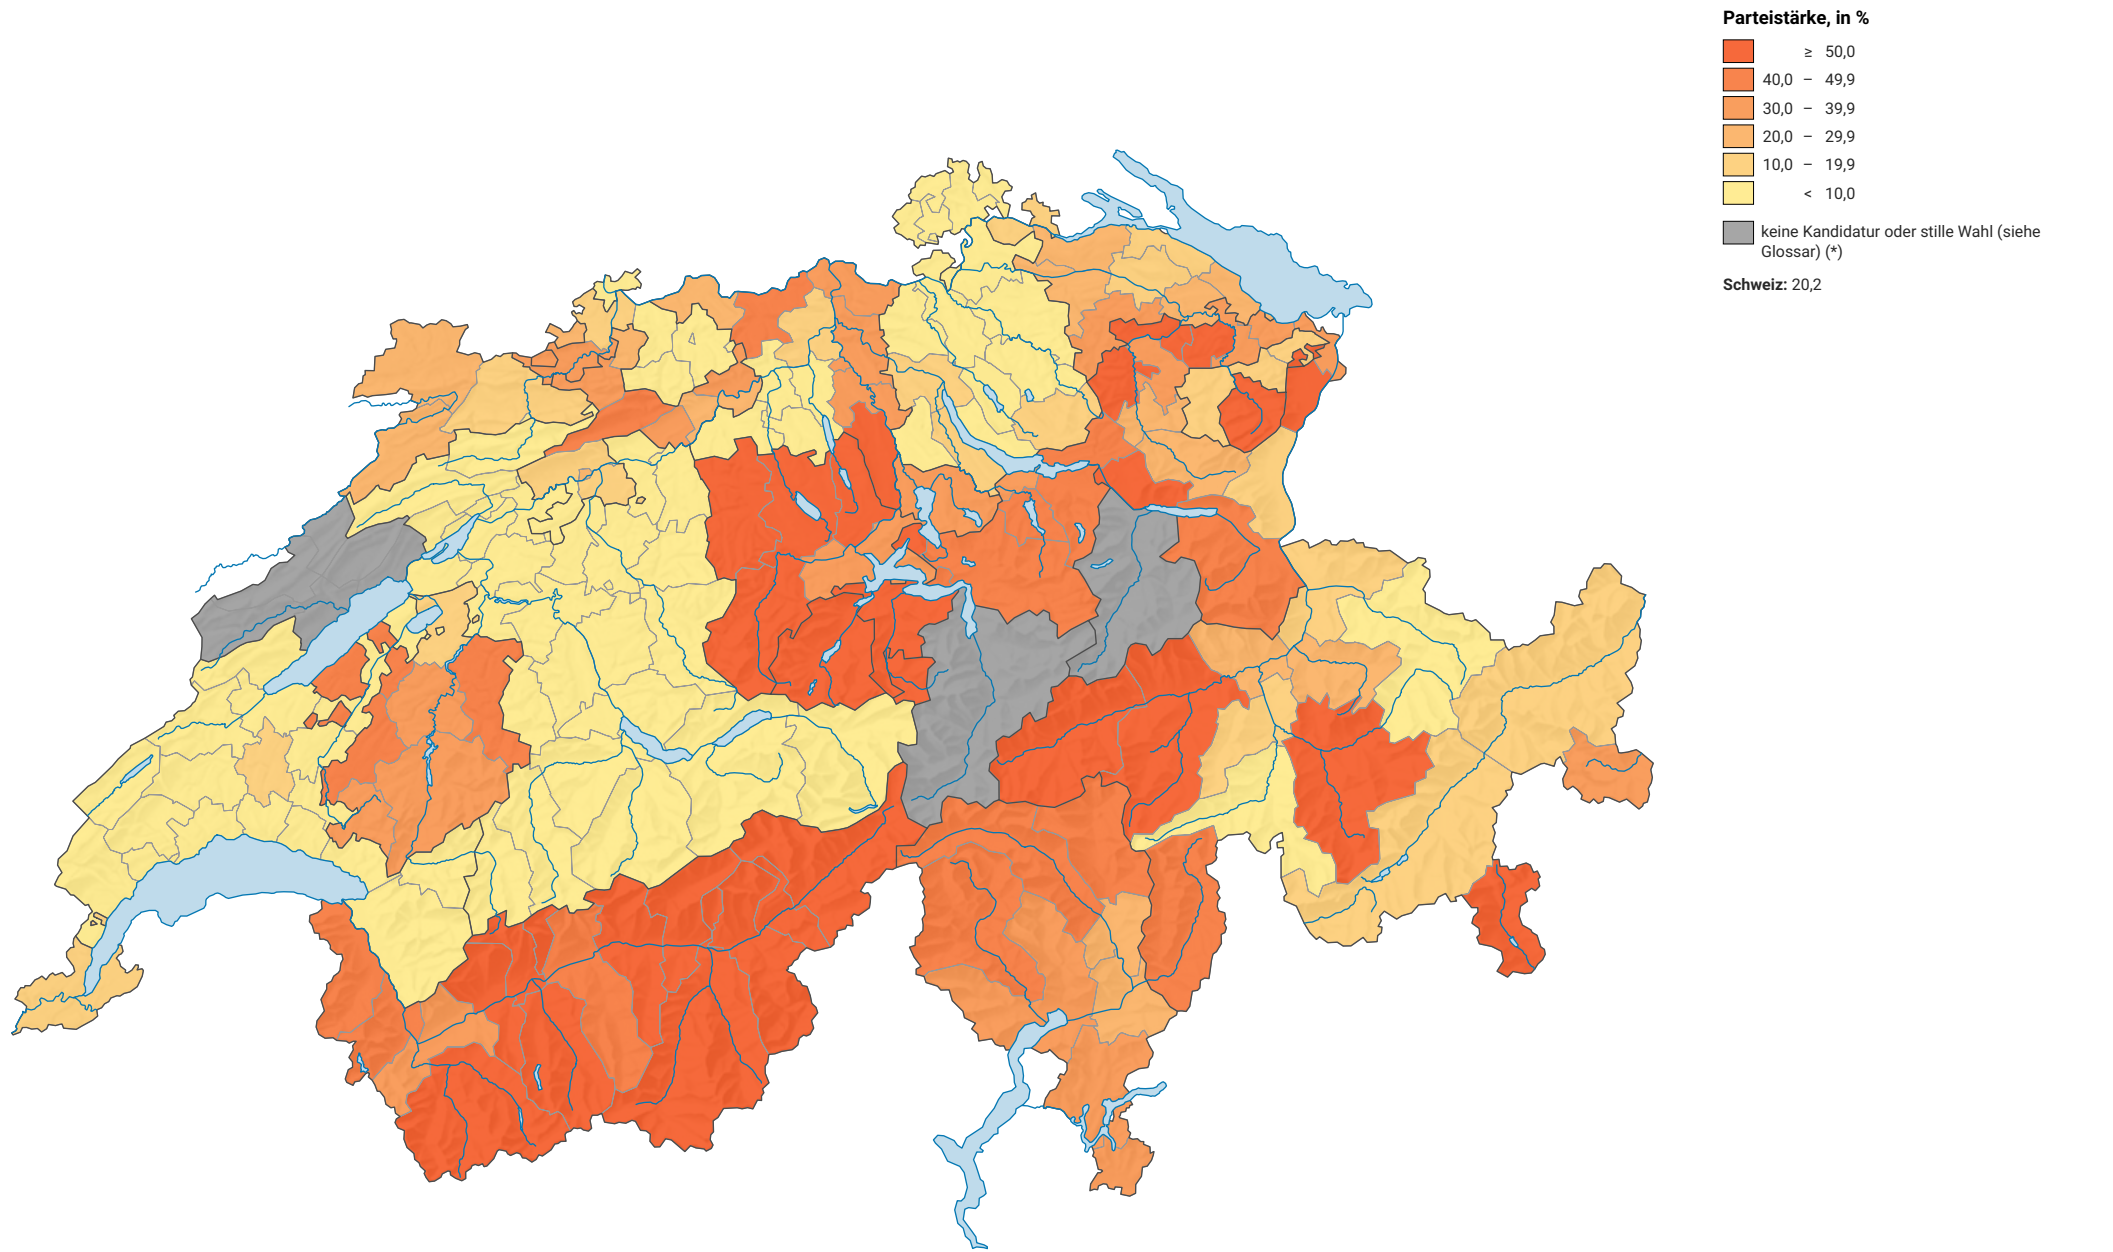 Parteistärke, in %
≥ 50,0
40,0 – 49,9
30,0 – 39,9
20,0 – 29,9
10,0 – 19,9
< 10,0
keine Kandidatur oder stille Wahl (siehe
Glossar) (*)
Schweiz: 20,2